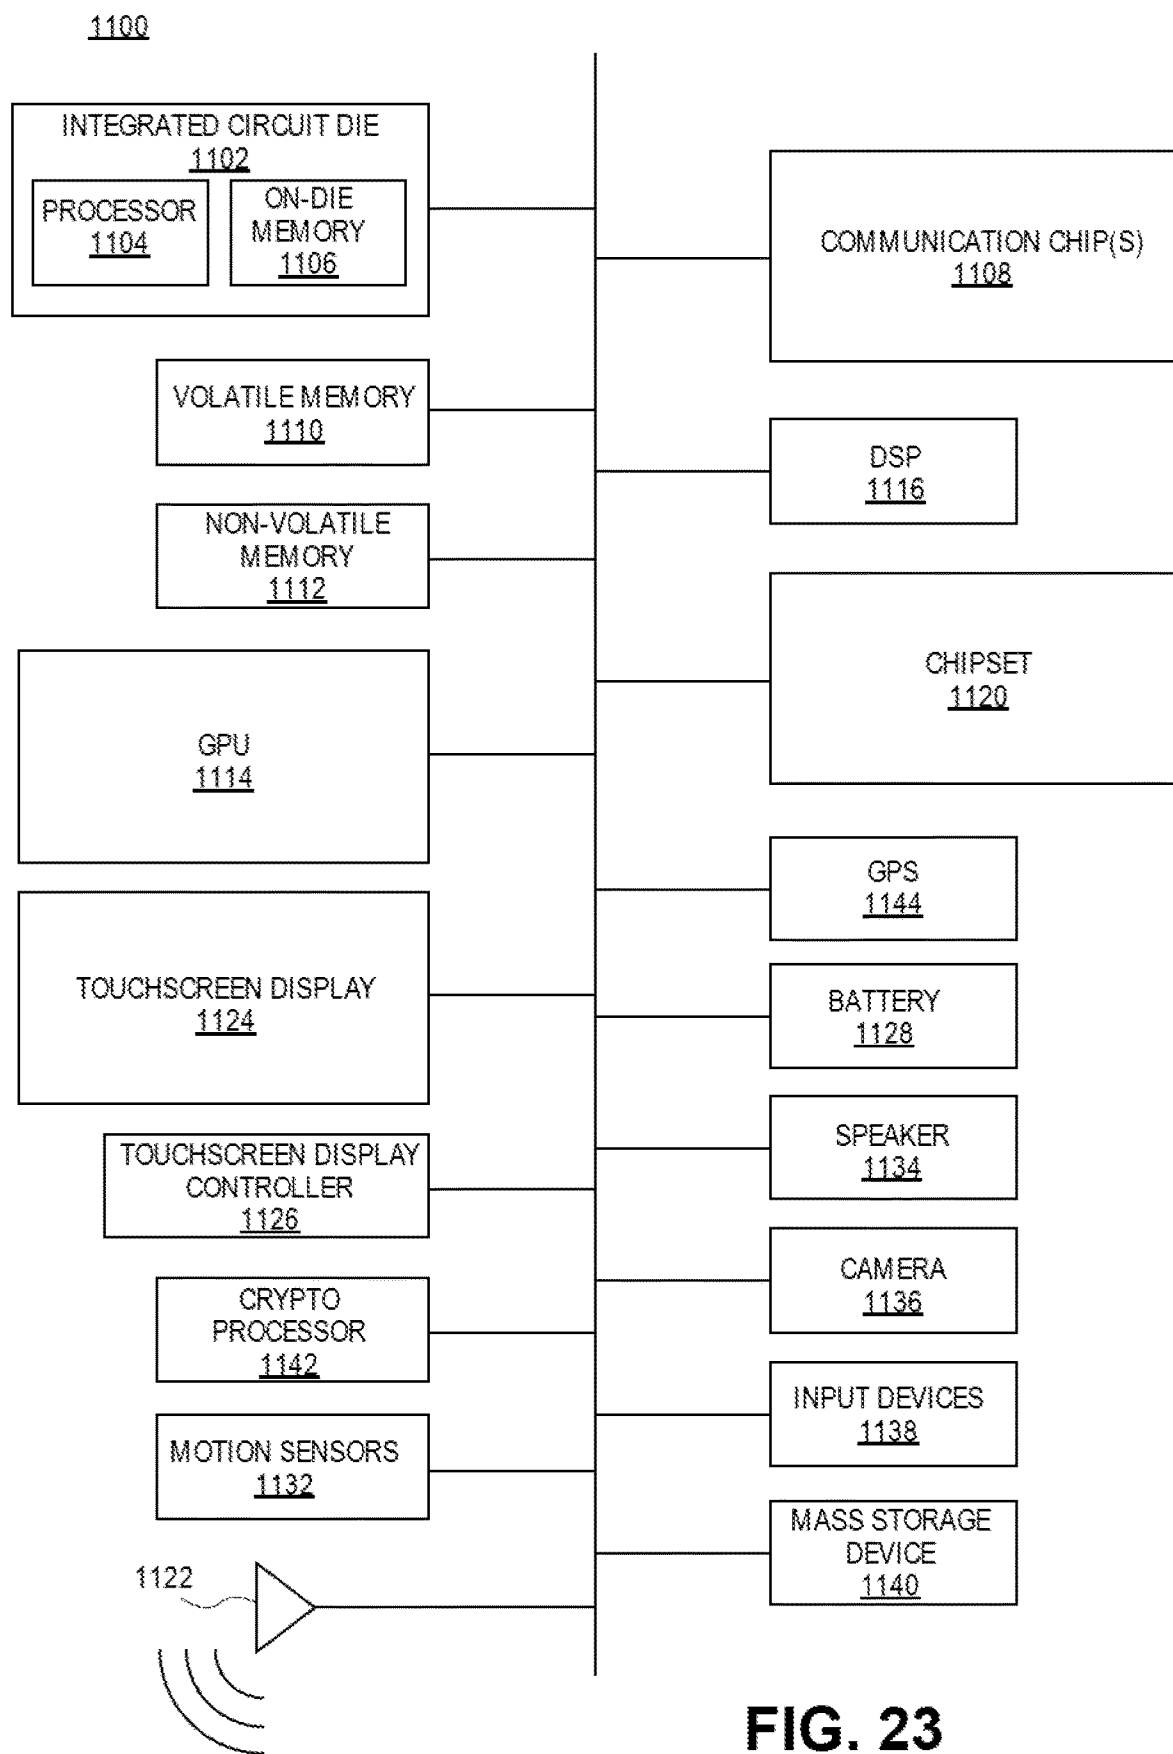 1100
INTEGRATED CIRCUIT DIE
1102
PROCESSOR
1104
ON-DIE
MEMORY
1106
COMMUNICATION CHIP(S)
1108
VOLATILE MEMORY
1110
DSP
1116
NON-VOLATILE
MEMORY
1112
CHIPSET
1120
GPU
1114
GPS
1144
TOUCHSCREEN DISPLAY
1124
BATTERY
1128
SPEAKER
1134
TOUCHSCREEN DISPLAY
CONTROLLER
1126
CAMERA
1136
CRYPTO
PROCESSOR
1142
INPUT DEVICES
1138
MOTION SENSORS
1132
MASS STORAGE
DEVICE
1140
1122
FIG. 23